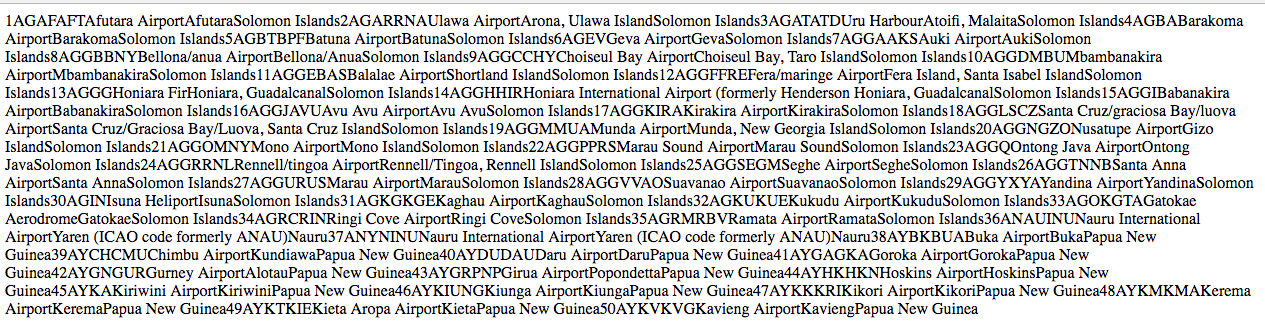 1AGAFAFTAfutara AirportAfutaraSolomon Islands2AGARRNAUlawa AirportArona, Ulawa IslandSolomon Islands3AGATATDUru HarbourAtoifi, MalaitaSolomon Islands4AGBABarakoma
AirportBarakomaSolomon Islands5AGBTBPFBatuna AirportBatunaSolomon Islands6AGEVGeva AirportGevaSolomon Islands7AGGAAKSAuki AirportAukiSolomon
Islands8AGGBBNYBellona/anua AirportBellona/AnuaSolomon Islands9AGGCCHYChoiseul Bay AirportChoiseul Bay, Taro IslandSolomon Islands10AGGDMBUMbambanakira
AirportMbambanakiraSolomon Islands11AGGEBASBalalae AirportShortland IslandSolomon Islands12AGGFFREFera/maringe AirportFera Island, Santa Isabel IslandSolomon
Islands13AGGGHoniara FirHoniara, GuadalcanalSolomon Islands14AGGHHIRHoniara International Airport (formerly Henderson Honiara, GuadalcanalSolomon Islands15AGGIBabanakira
AirportBabanakiraSolomon Islands16AGGJAVUAvu Avu AirportAvu AvuSolomon Islands17AGGKIRAKirakira AirportKirakiraSolomon Islands18AGGLSCZSanta Cruz/graciosa Bay/luova
AirportSanta Cruz/Graciosa Bay/Luova, Santa Cruz IslandSolomon Islands19AGGMMUAMunda AirportMunda, New Georgia IslandSolomon Islands20AGGNGZONusatupe AirportGizo
IslandSolomon Islands21AGGOMNYMono AirportMono IslandSolomon Islands22AGGPPRSMarau Sound AirportMarau SoundSolomon Islands23AGGQOntong Java AirportOntong
JavaSolomon Islands24AGGRRNLRennell/tingoa AirportRennell/Tingoa, Rennell IslandSolomon Islands25AGGSEGMSeghe AirportSegheSolomon Islands26AGGTNNBSanta Anna
AirportSanta AnnaSolomon Islands27AGGURUSMarau AirportMarauSolomon Islands28AGGVVAOSuavanao AirportSuavanaoSolomon Islands29AGGYXYAYandina AirportYandinaSolomon
Islands30AGINIsuna HeliportIsunaSolomon Islands31AGKGKGEKaghau AirportKaghauSolomon Islands32AGKUKUEKukudu AirportKukuduSolomon Islands33AGOKGTAGatokae
AerodromeGatokaeSolomon Islands34AGRCRINRingi Cove AirportRingi CoveSolomon Islands35AGRMRBVRamata AirportRamataSolomon Islands36ANAUINUNauru International
AirportYaren (ICAO code formerly ANAU)Nauru37ANYNINUNauru International AirportYaren (ICAO code formerly ANAU)Nauru38AYBKBUABuka AirportBukaPapua New
Guinea39AYCHCMUChimbu AirportKundiawaPapua New Guinea40AYDUDAUDaru AirportDaruPapua New Guinea41AYGAGKAGoroka AirportGorokaPapua New
Guinea42AYGNGURGurney AirportAlotauPapua New Guinea43AYGRPNPGirua AirportPopondettaPapua New Guinea44AYHKHKNHoskins AirportHoskinsPapua New
Guinea45AYKAKiriwini AirportKiriwiniPapua New Guinea46AYKIUNGKiunga AirportKiungaPapua New Guinea47AYKKKRIKikori AirportKikoriPapua New Guinea48AYKMKMAKerema
AirportKeremaPapua New Guinea49AYKTKIEKieta Aropa AirportKietaPapua New Guinea50AYKVKVGKavieng AirportKaviengPapua New Guinea